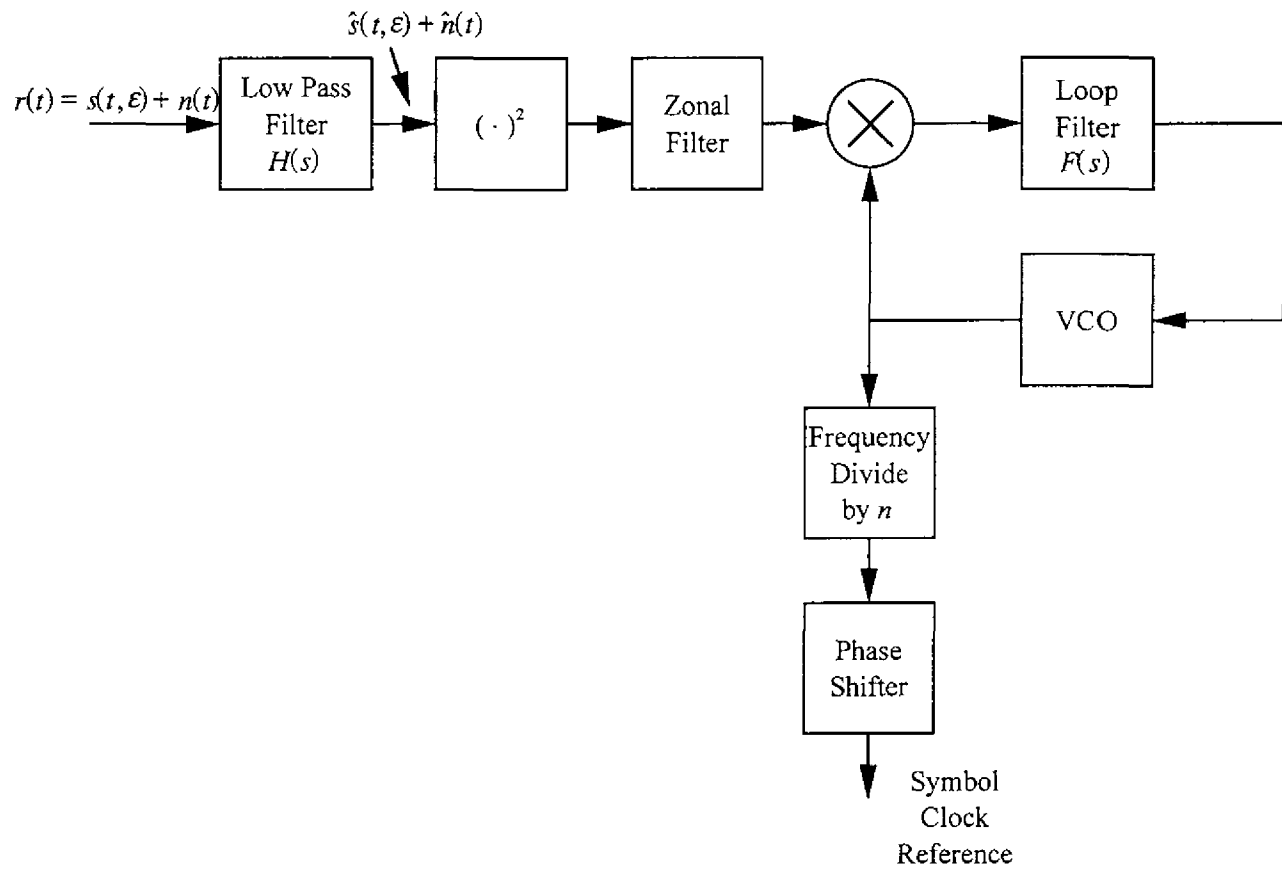 ŝ(t, ε) + n̂(t)
r(t) = s(t, ε) + n(t)
Low Pass
Filter
H(s)
(·)²
Zonal
Filter
Loop
Filter
F(s)
VCO
Frequency
Divide
by n
Phase
Shifter
Symbol
Clock
Reference